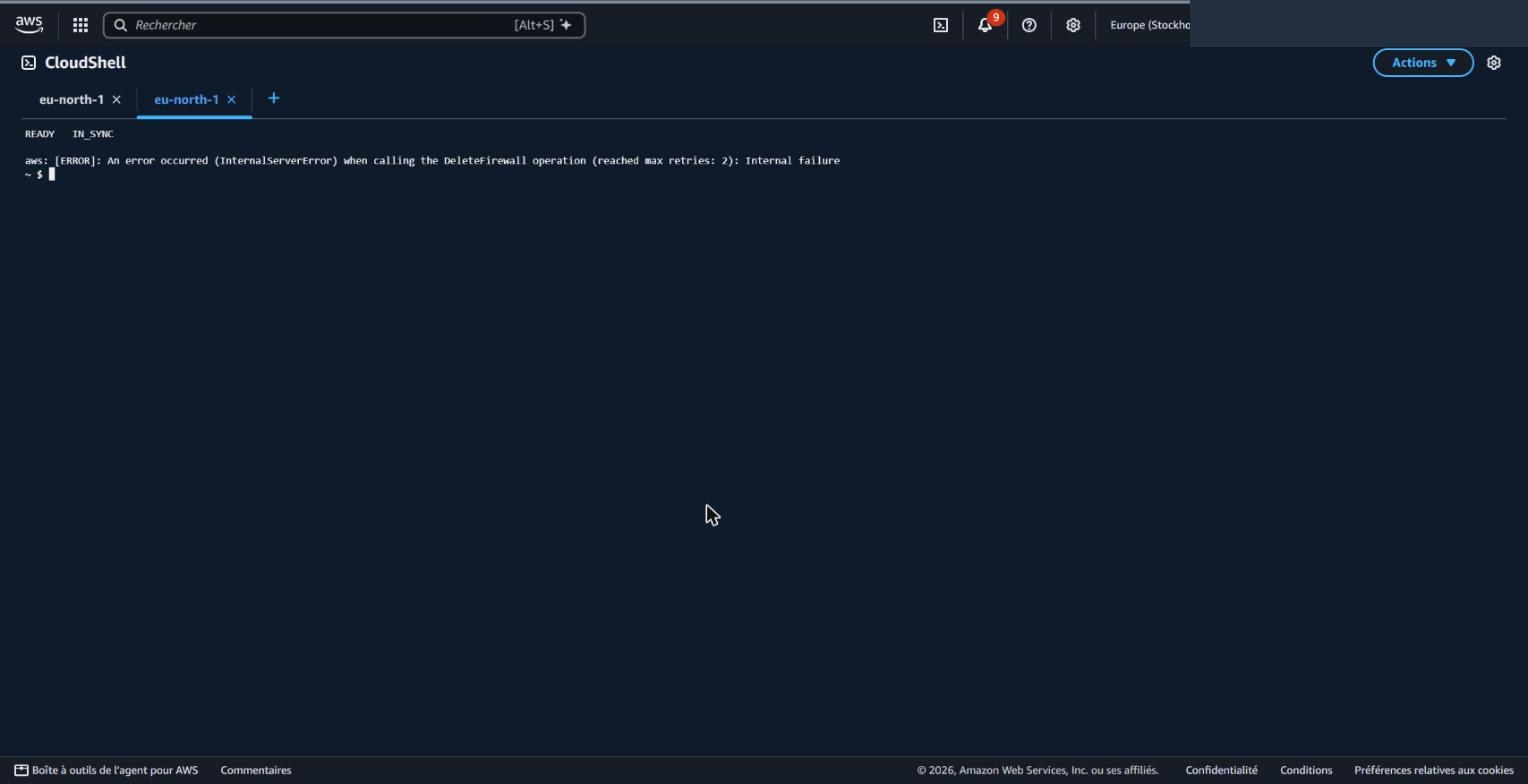 aws
Rechercher [Alt+S] 9 Europe (Stockho
CloudShell Actions
eu-north-1 eu-north-1 +
READY IN_SYNC
aws: [ERROR]: An error occurred (InternalServerError) when calling the DeleteFirewall operation (reached max retries: 2): Internal failure
~ $
Boîte à outils de l'agent pour AWS Commentaires © 2026, Amazon Web Services, Inc. ou ses affiliés. Confidentialité Conditions Préférences relatives aux cookies